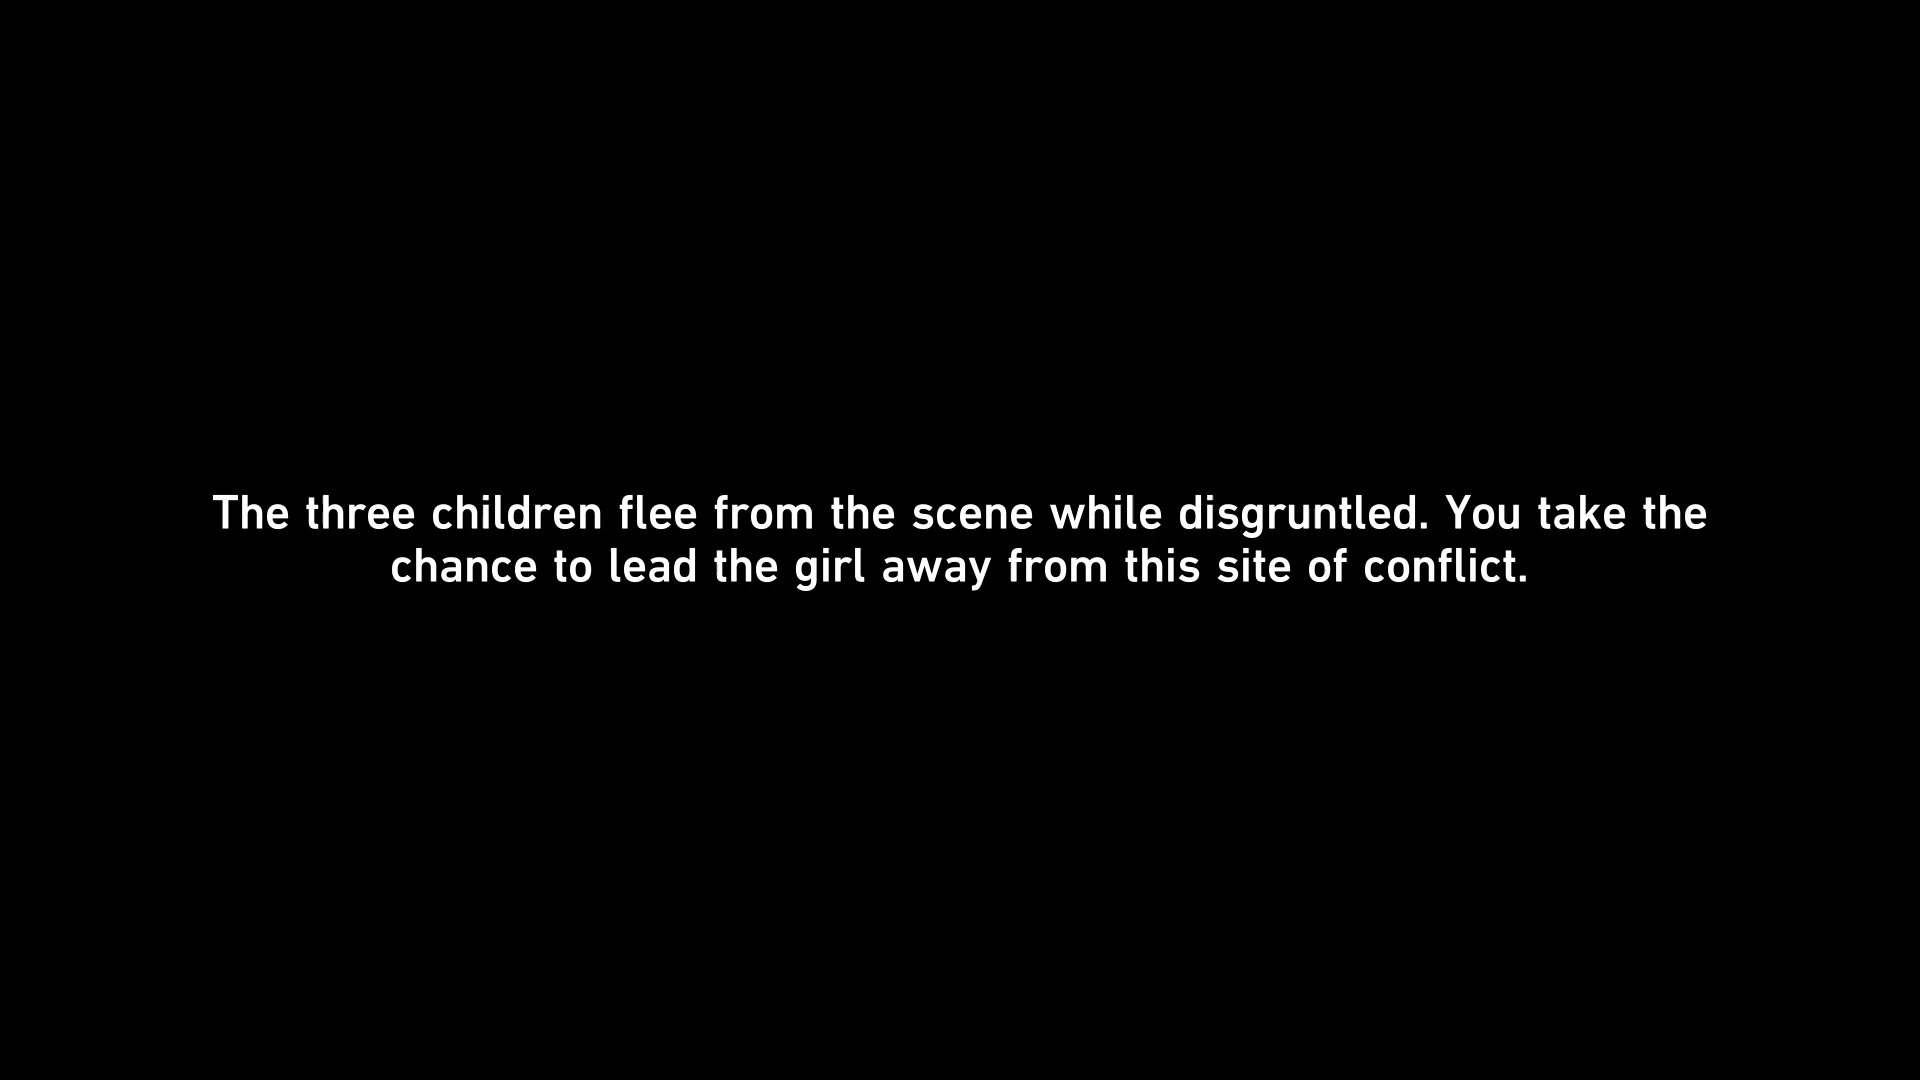 The three children flee from the scene while disgruntled. You take the
chance to lead the girl away from this site of conflict.